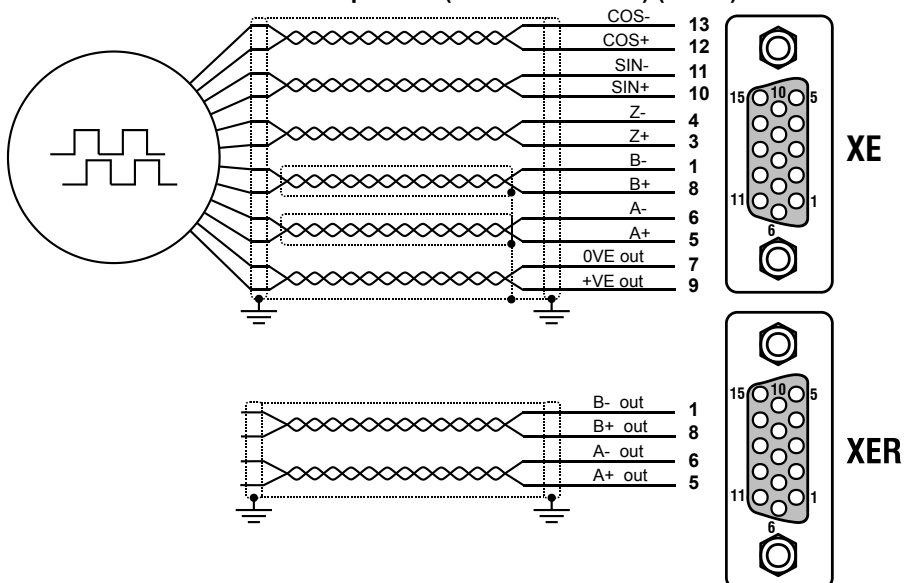 COS- 13
COS+ 12
SIN- 11
SIN+ 10
Z- 4
Z+ 3
B- 1
B+ 8
A- 6
A+ 5
0VE out 7
+VE out 9
15 10 5
11 1
6
XE
B- out 1
B+ out 8
A- out 6
A+ out 5
15 10 5
11 1
6
XER